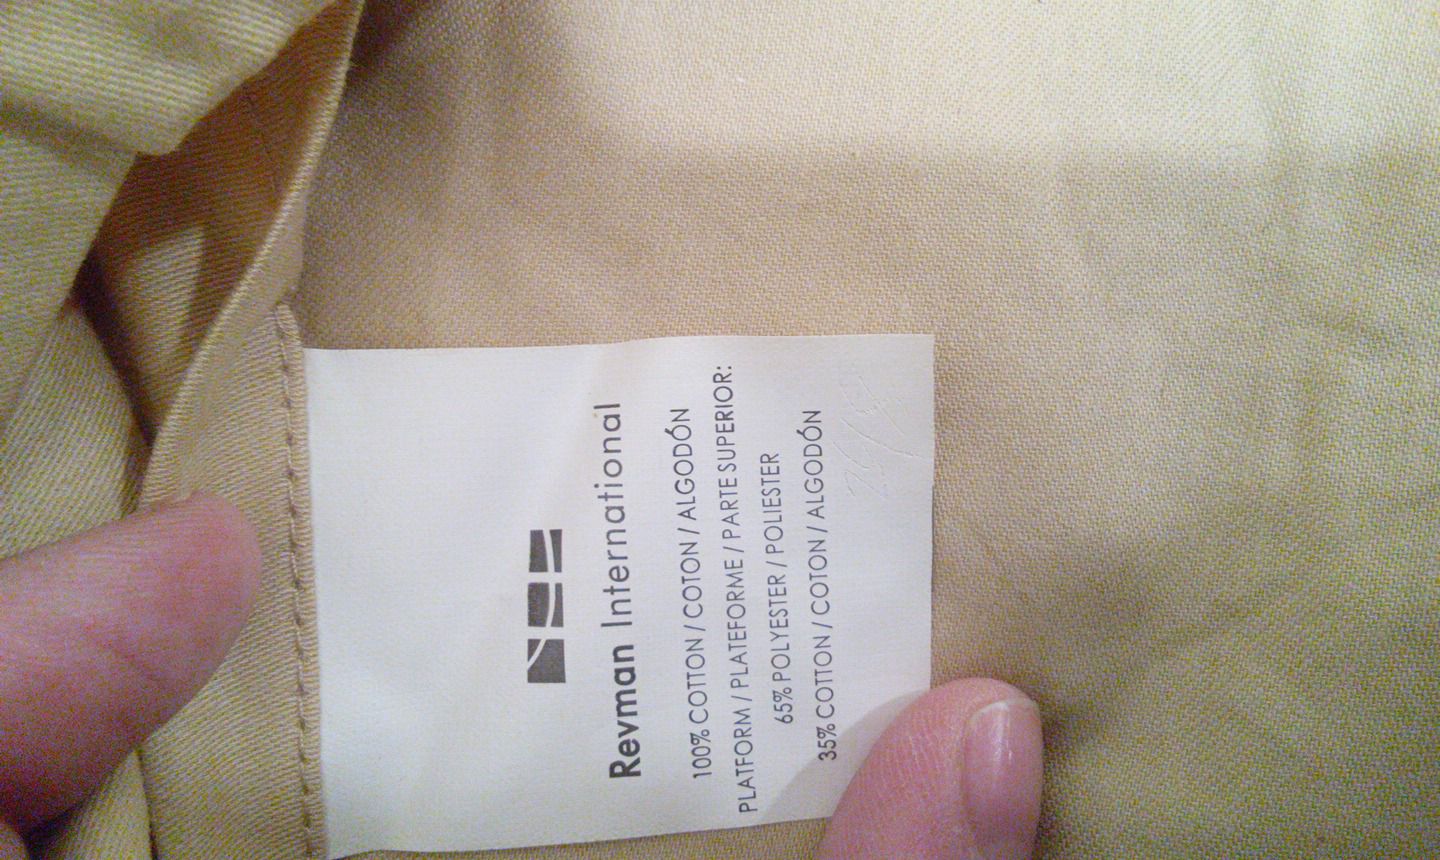 Revman International
100% COTTON / COTON / ALGODÓN
PLATFORM / PLATEFORME / PARTE SUPERIOR:
65% POLYESTER / POLIESTER
35% COTTON / COTON / ALGODÓN